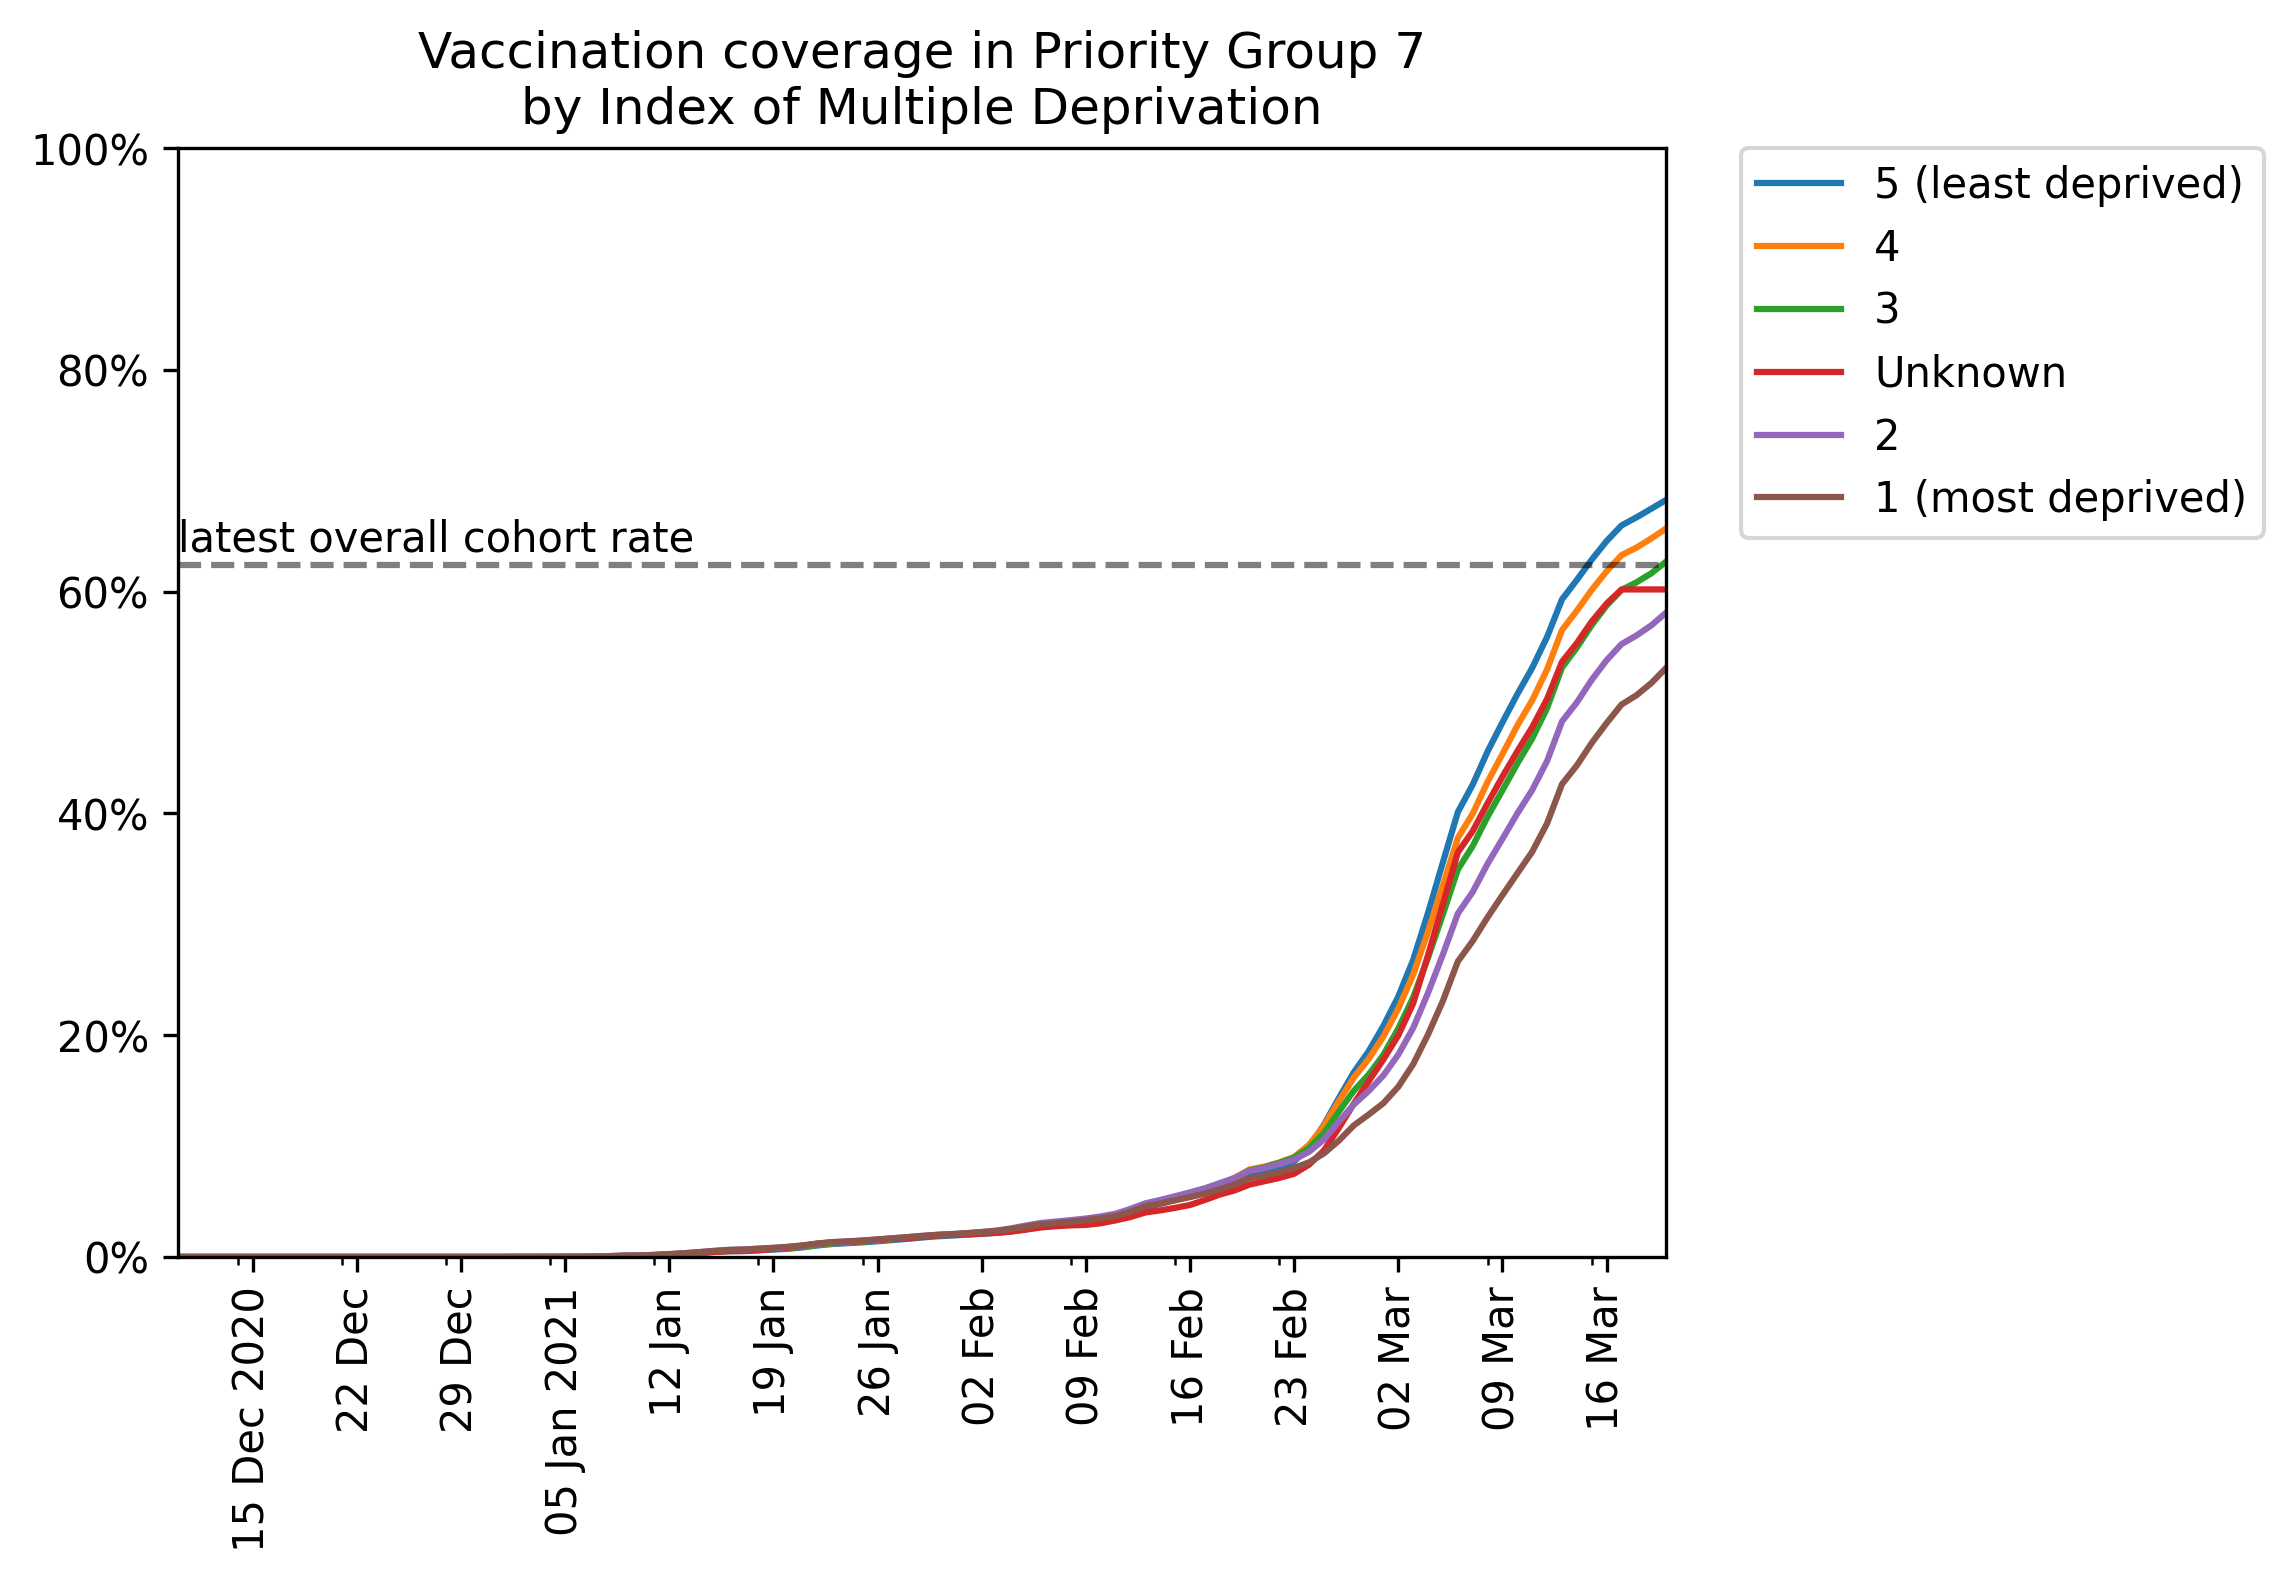 Vaccination coverage in Priority Group 7
by Index of Multiple Deprivation
100%
80%
60%
40%
20%
0%
latest overall cohort rate
15 Dec 2020
22 Dec
29 Dec
05 Jan 2021
12 Jan
19 Jan
26 Jan
02 Feb
09 Feb
16 Feb
23 Feb
02 Mar
09 Mar
16 Mar
5 (least deprived)
4
3
Unknown
2
1 (most deprived)